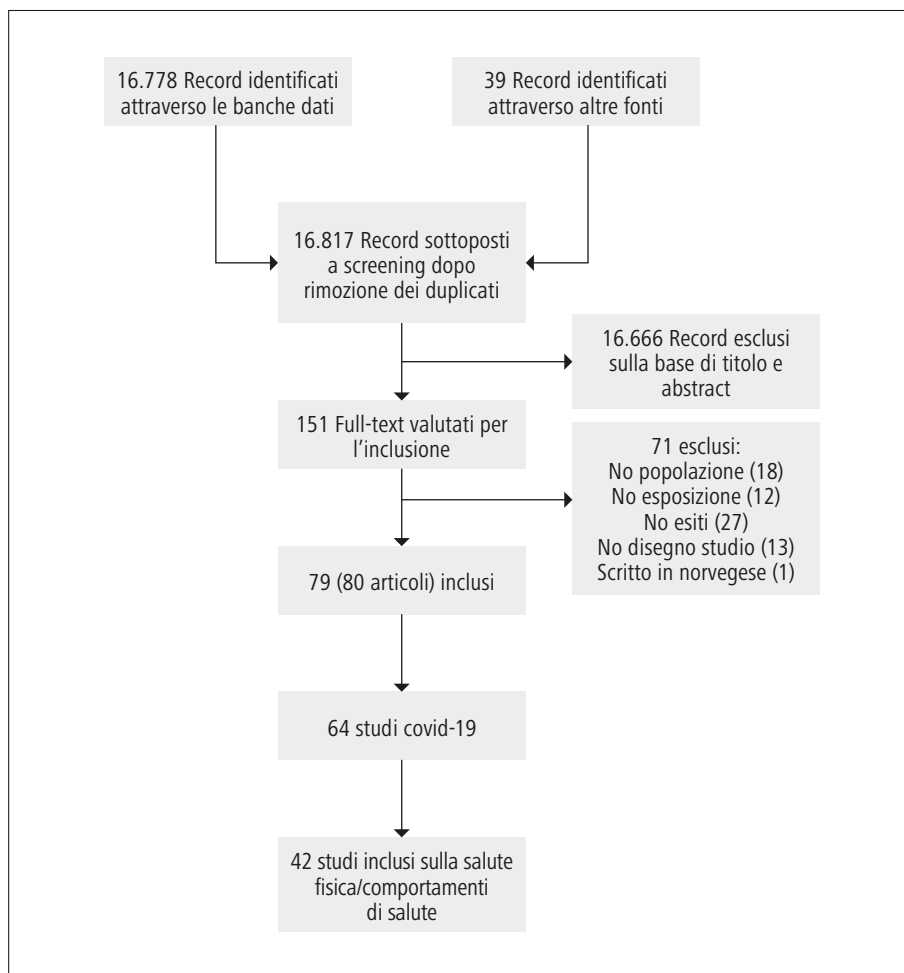 16.778 Record identificati
attraverso le banche dati
39 Record identificati
attraverso altre fonti
16.817 Record sottoposti
a screening dopo
rimozione dei duplicati
16.666 Record esclusi
sulla base di titolo e
abstract
151 Full-text valutati per
l'inclusione
71 esclusi:
No popolazione (18)
No esposizione (12)
No esiti (27)
No disegno studio (13)
Scritto in norvegese (1)
79 (80 articoli) inclusi
64 studi covid-19
42 studi inclusi sulla salute
fisica/comportamenti
di salute